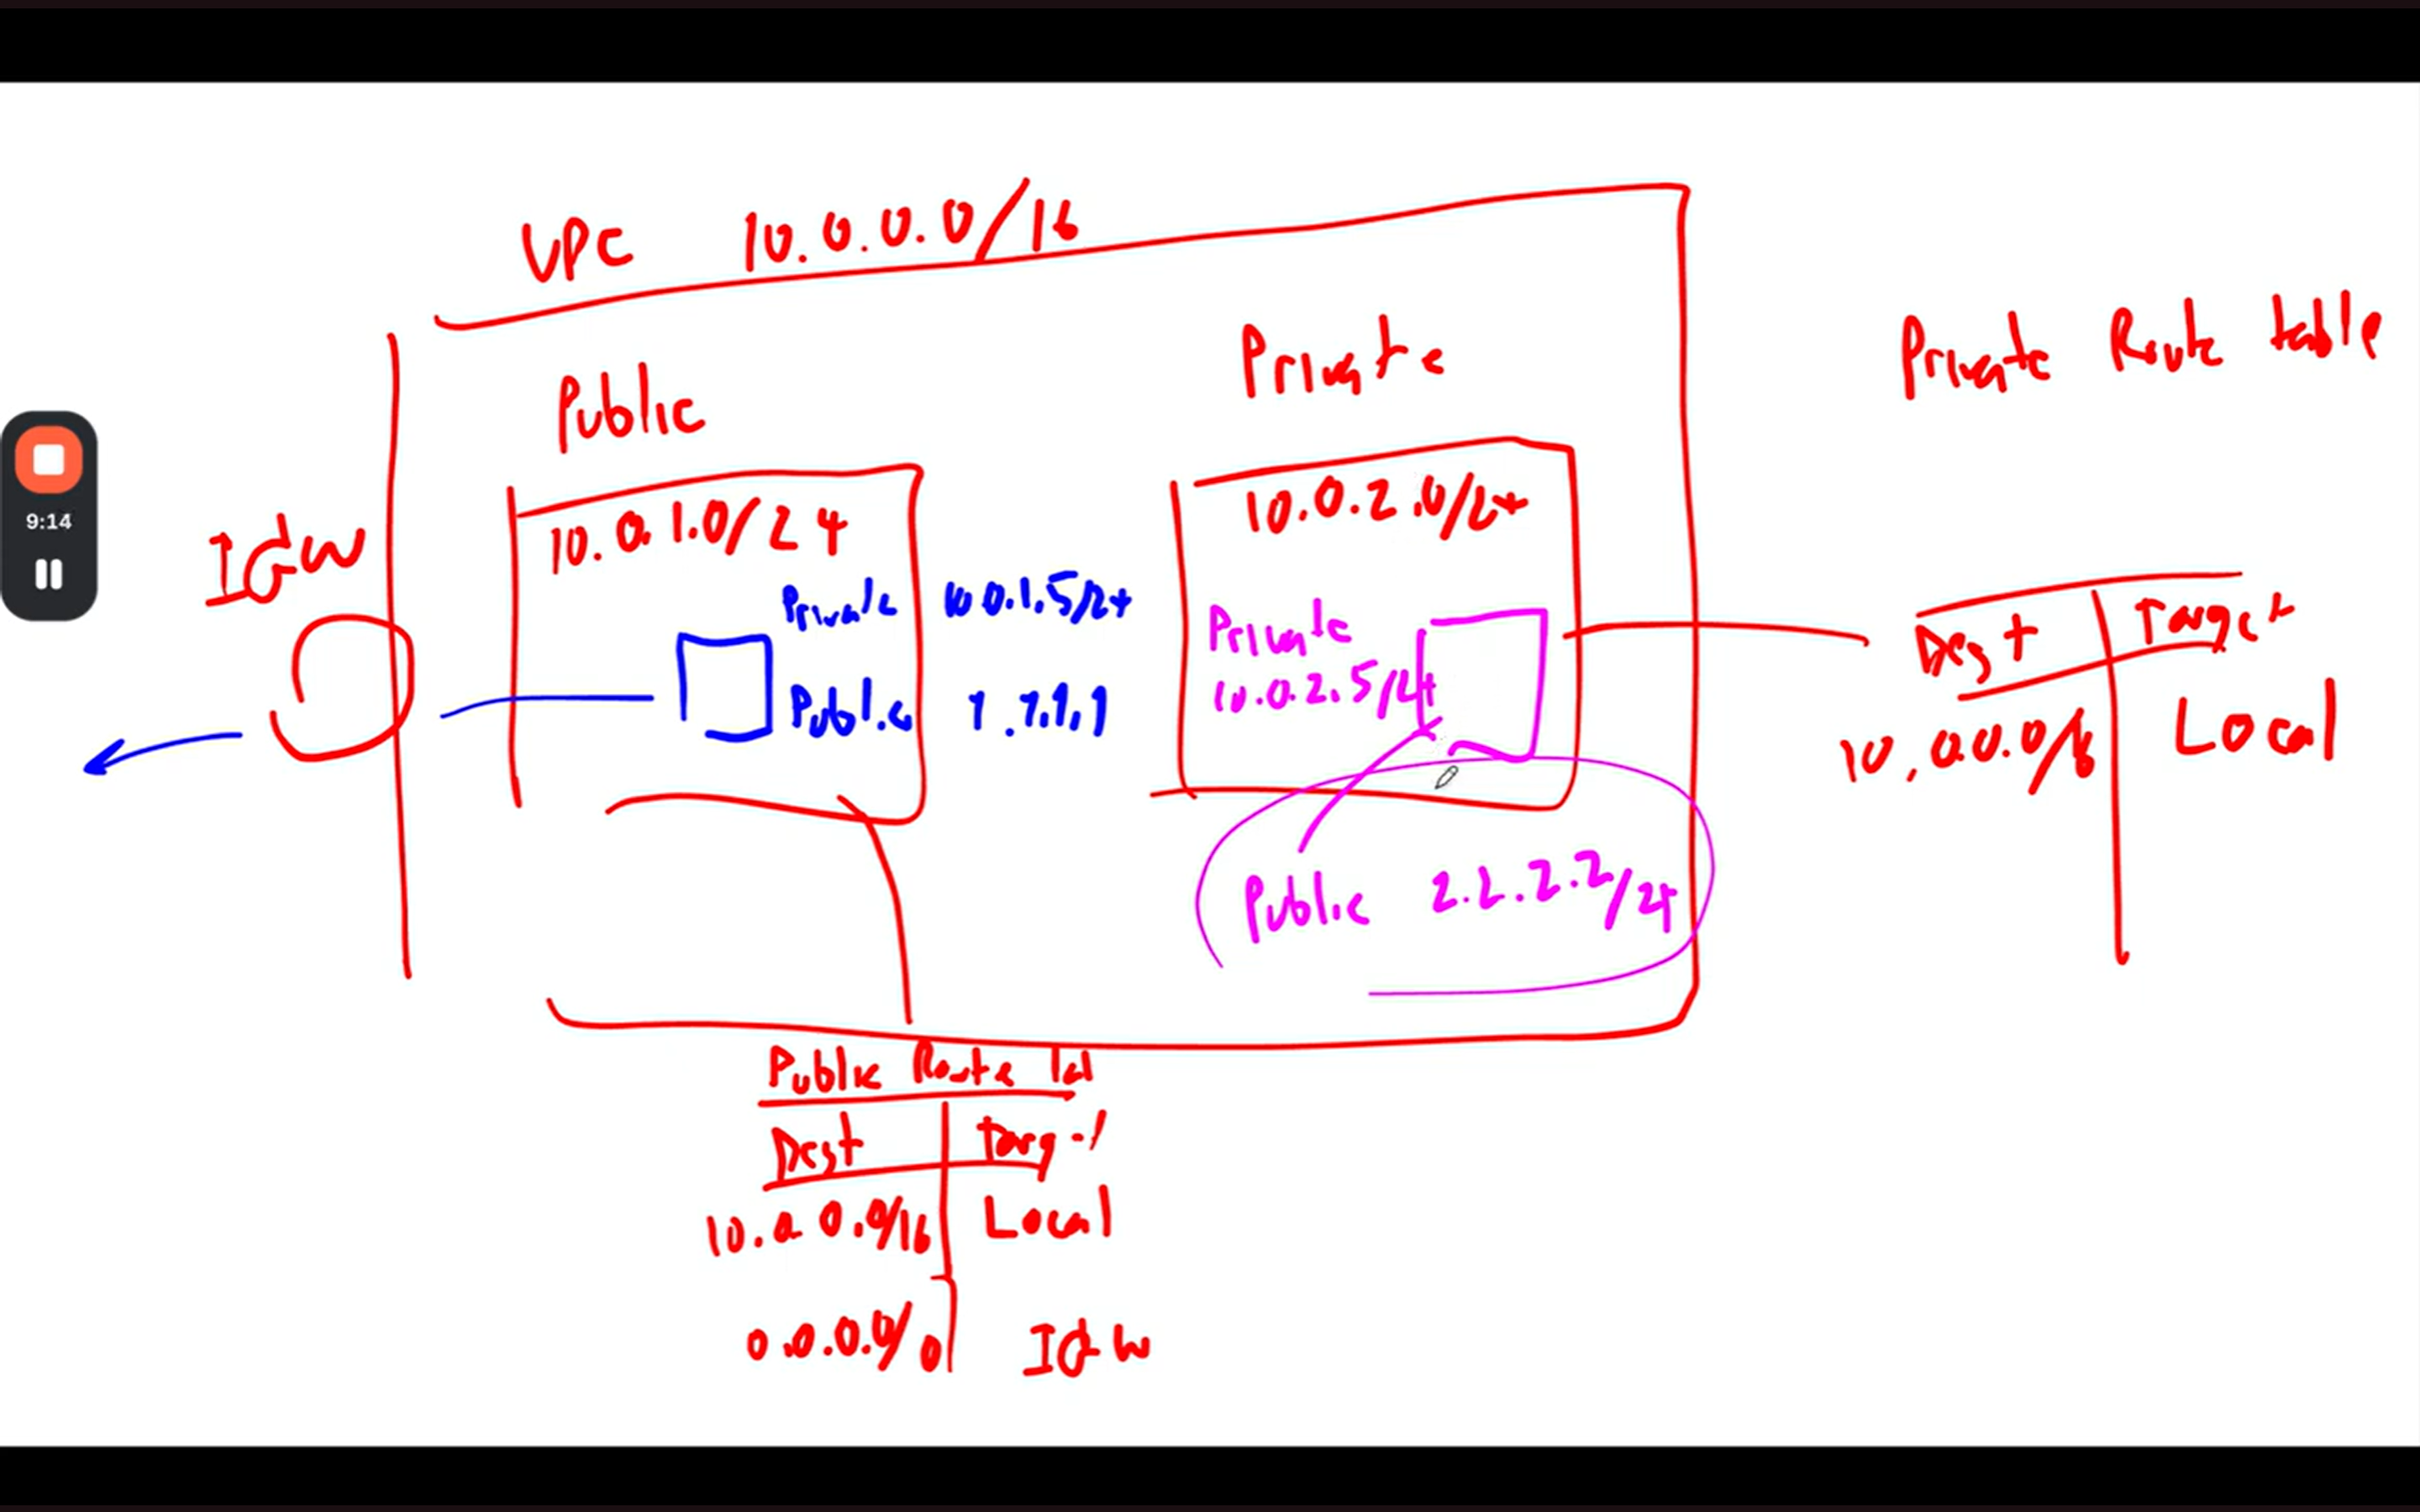 VPC 10.0.0.0/16
Public
Private
Private Route table
10.0.1.0/24
10.0.2.0/24
IGW
9:14
Private 10.0.1.5/24
Public 1.1.1.1
Private
10.0.2.5/24
Public 2.2.2.2/24
Dest Target
10.0.0.0/16 Local
Public Route Tbl
Dest Target
10.0.0.0/16 Local
0.0.0.0/0 IGW